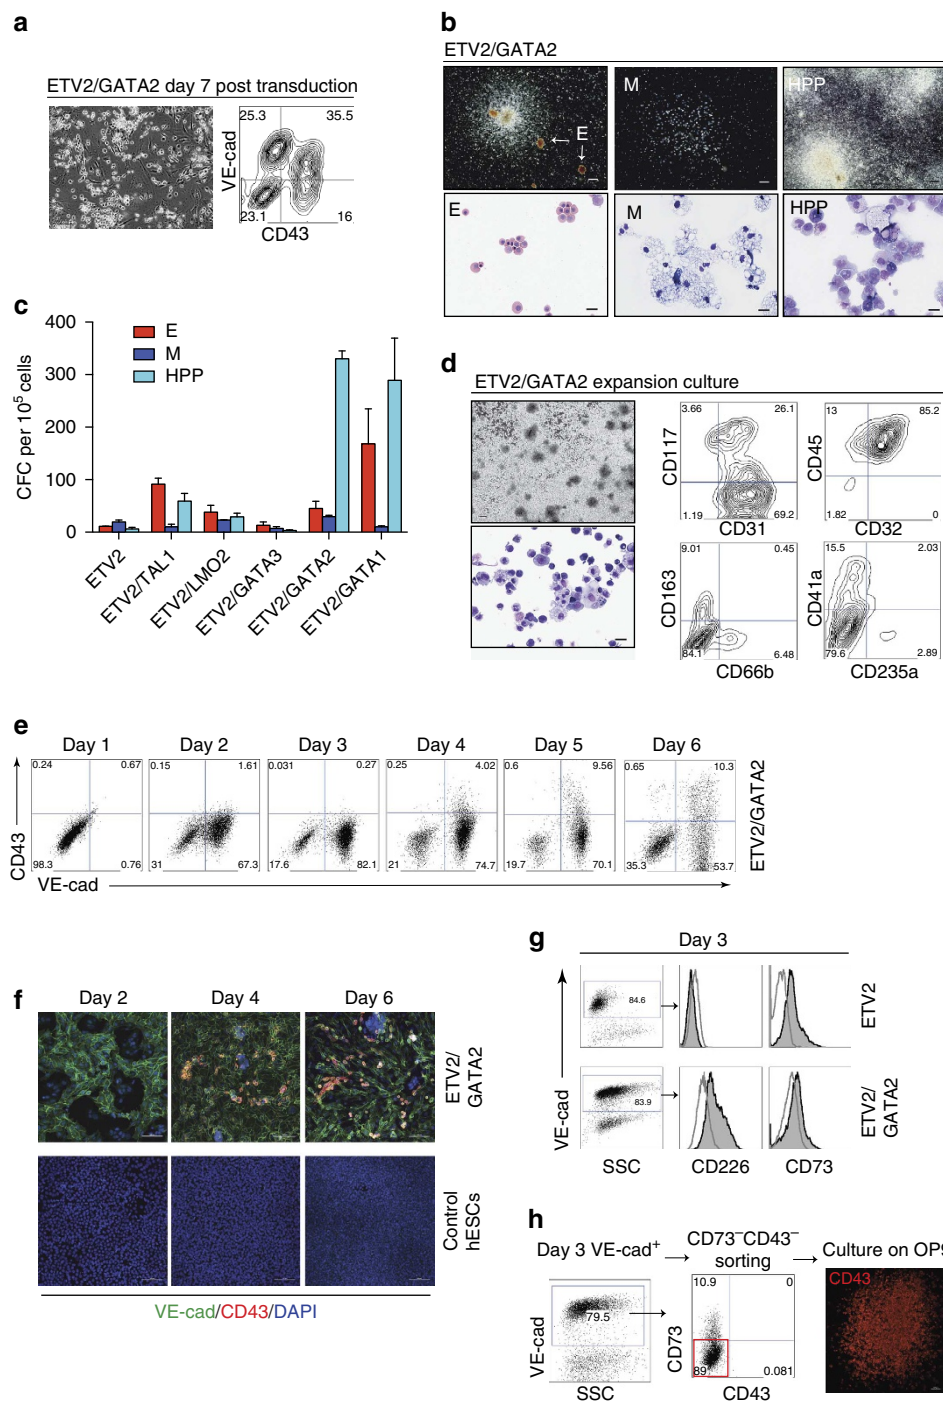 a
ETV2/GATA2 day 7 post transduction
25.3 35.5
VE-cad
23.1 16
CD43
b
ETV2/GATA2
E
M
HPP
E
M
HPP
c
400
300
200
100
0
CFC per 10⁵ cells
E
M
HPP
ETV2
ETV2/TAL1
ETV2/LMO2
ETV2/GATA3
ETV2/GATA2
ETV2/GATA1
d
ETV2/GATA2 expansion culture
3.66 26.1
CD117
1.19 69.2
CD31
13 85.2
CD45
1.82 0
CD32
9.01 0.45
CD163
84.1 6.48
CD66b
15.5 2.03
CD41a
79.6 2.89
CD235a
e
Day 1 Day 2 Day 3 Day 4 Day 5 Day 6
0.24 0.67 0.15 1.61 0.031 0.27 0.25 4.02 0.6 9.56 0.65 10.3
CD43
98.3 0.76 31 67.3 17.6 82.1 21 74.7 19.7 70.1 35.3 53.7
VE-cad
ETV2/GATA2
f
Day 2 Day 4 Day 6
ETV2/
GATA2
Control
hESCs
VE-cad/CD43/DAPI
g
Day 3
84.6
ETV2
83.9
ETV2/
GATA2
VE-cad
SSC CD226 CD73
h
Day 3 VE-cad⁺
CD73⁻CD43⁻
sorting
Culture on OP9
79.5
VE-cad
SSC
10.9 0
CD73
89 0.081
CD43
CD43